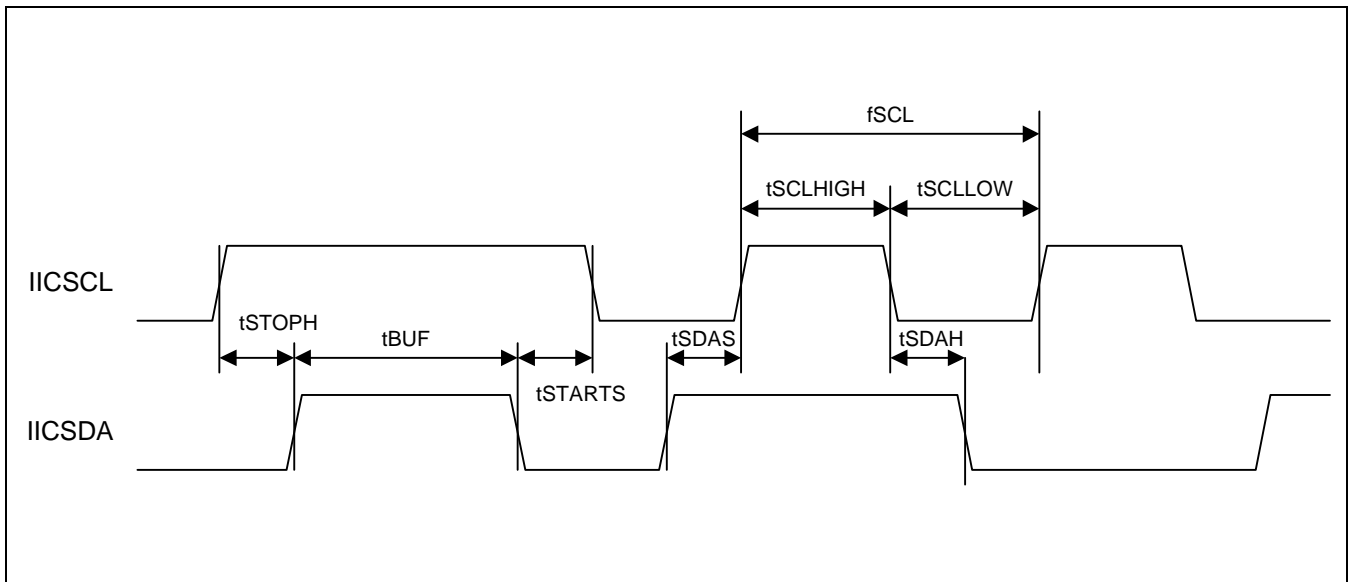 fSCL
tSCLHIGH
tSCLLOW
IICSCL
tSTOPH
tBUF
tSDAS
tSDAH
tSTARTS
IICSDA